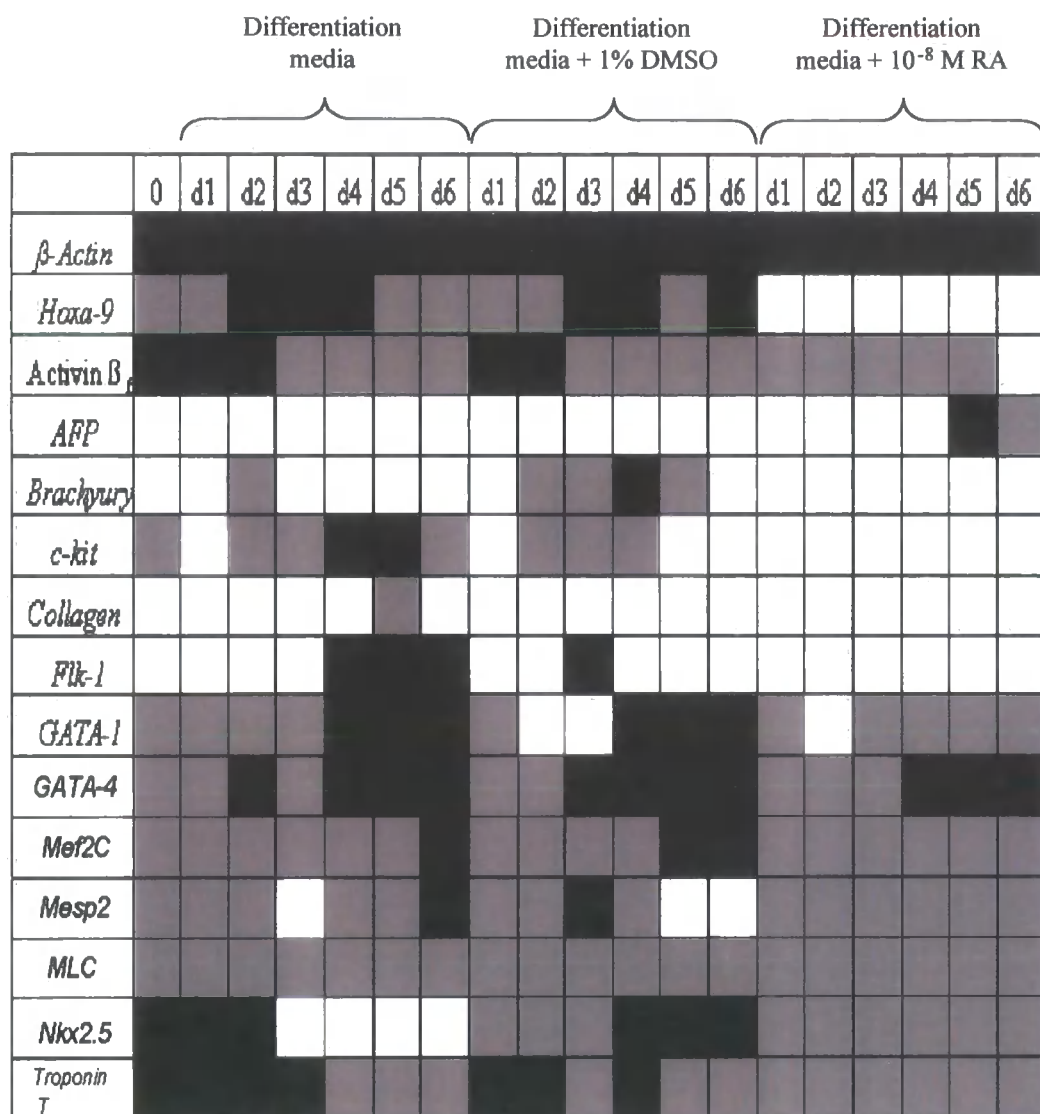 Differentiation
media
Differentiation
media + 1% DMSO
Differentiation
media + 10⁻⁸ M RA
0 d1 d2 d3 d4 d5 d6 d1 d2 d3 d4 d5 d6 d1 d2 d3 d4 d5 d6
β-Actin
Hoxa-9
Activin ß
AFP
Brachyury
c-kit
Collagen
Flk-1
GATA-1
GATA-4
Mef2C
Mesp2
MLC
Nkx2.5
Troponin
T